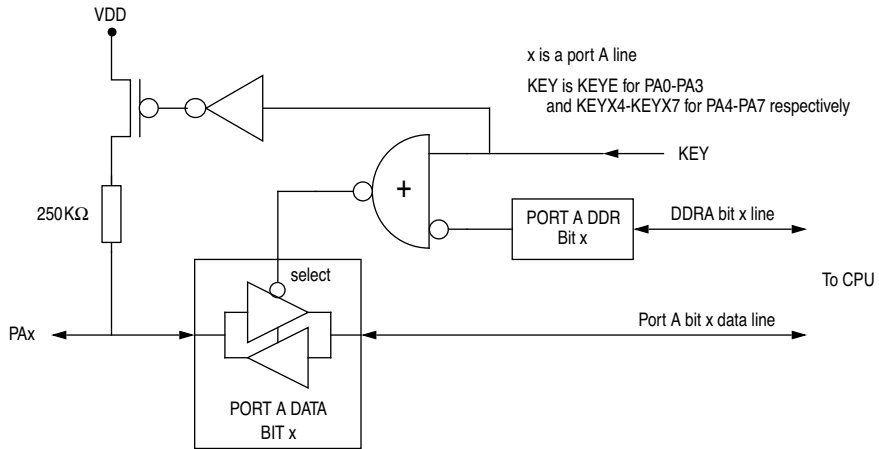 VDD
x is a port A line
KEY is KEYE for PA0-PA3
and KEYX4-KEYX7 for PA4-PA7 respectively
KEY
+
250KΩ
PORT A DDR
Bit x
DDRA bit x line
select
To CPU
PAx
Port A bit x data line
PORT A DATA
BIT x